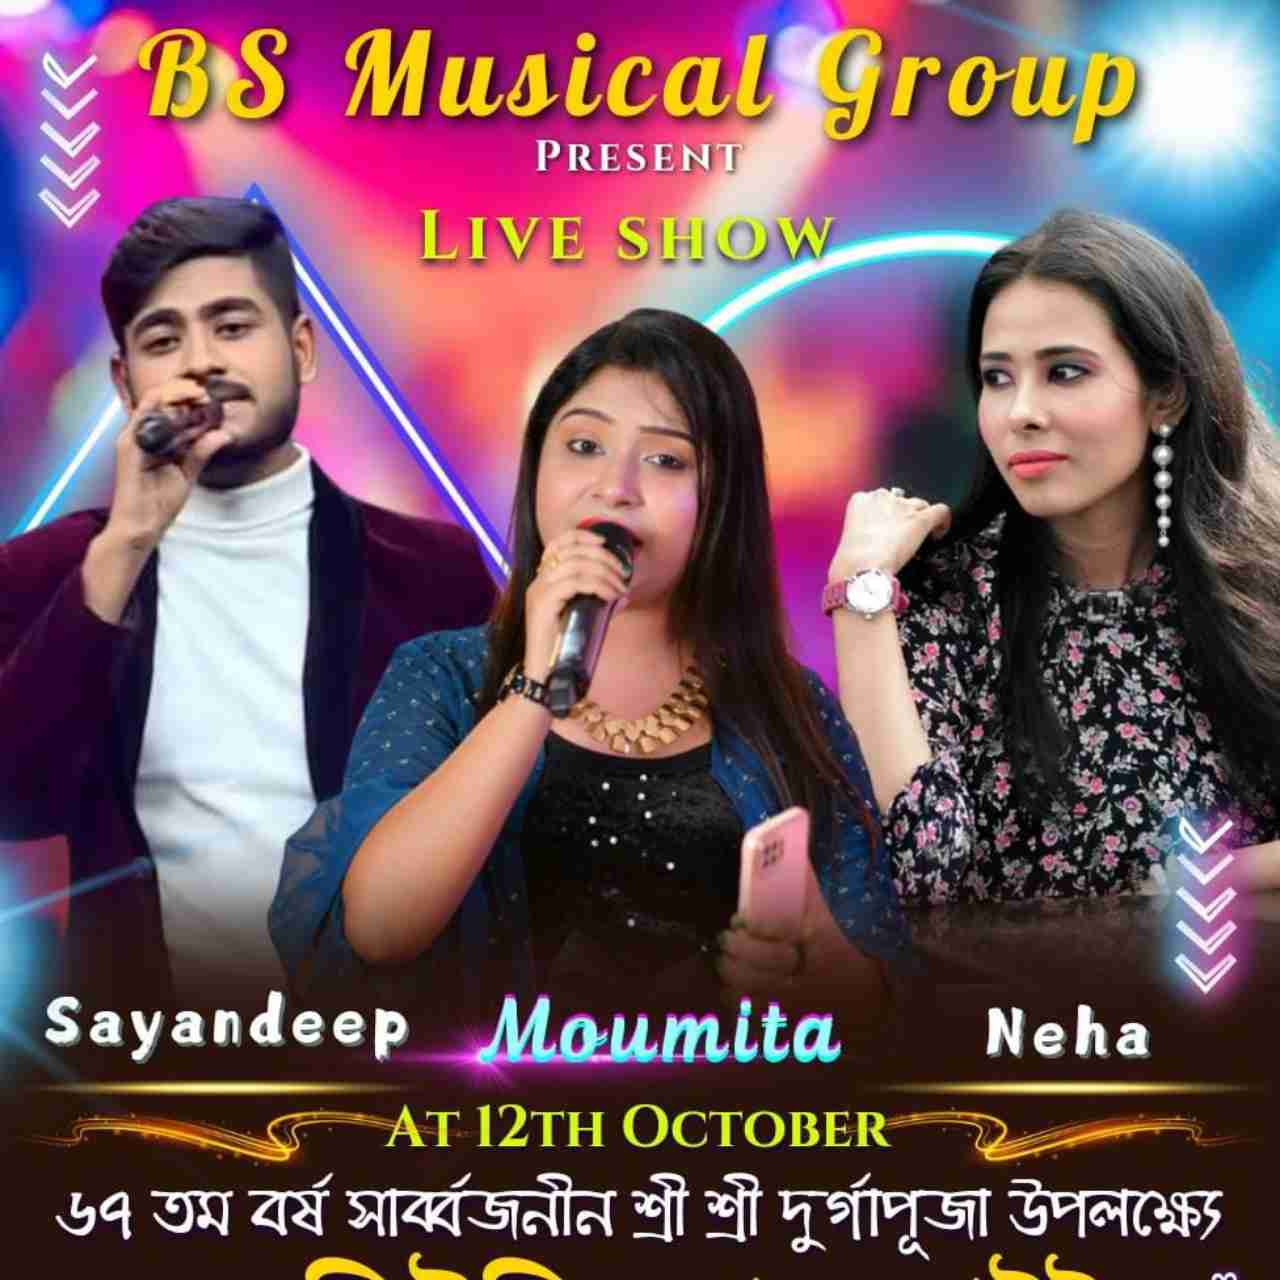 BS Musical Group
PRESENT
LIVE SHOW
Sayandeep Moumita Neha
AT 12TH OCTOBER
৬৭ তম বর্ষ সার্ব্বজনীন শ্রী শ্রী দুর্গাপূজা উপলক্ষ্যে